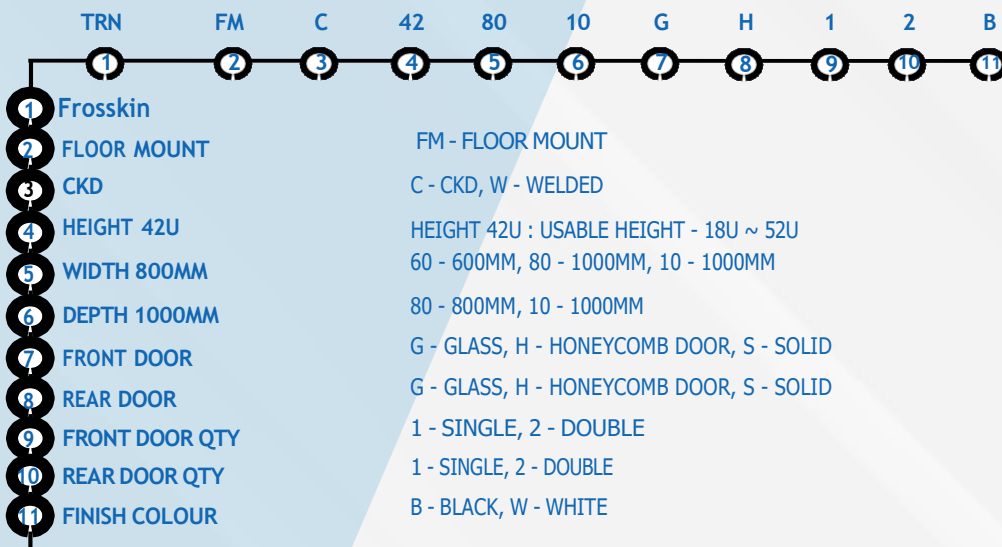 TRN FM C 42 80 10 G H 1 2 B
1 2 3 4 5 6 7 8 9 10 11
1 Frosskin
2 FLOOR MOUNT FM - FLOOR MOUNT
3 CKD C - CKD, W - WELDED
4 HEIGHT 42U HEIGHT 42U : USABLE HEIGHT - 18U ~ 52U
5 WIDTH 800MM 60 - 600MM, 80 - 1000MM, 10 - 1000MM
6 DEPTH 1000MM 80 - 800MM, 10 - 1000MM
7 FRONT DOOR G - GLASS, H - HONEYCOMB DOOR, S - SOLID
8 REAR DOOR G - GLASS, H - HONEYCOMB DOOR, S - SOLID
9 FRONT DOOR QTY 1 - SINGLE, 2 - DOUBLE
10 REAR DOOR QTY 1 - SINGLE, 2 - DOUBLE
11 FINISH COLOUR B - BLACK, W - WHITE